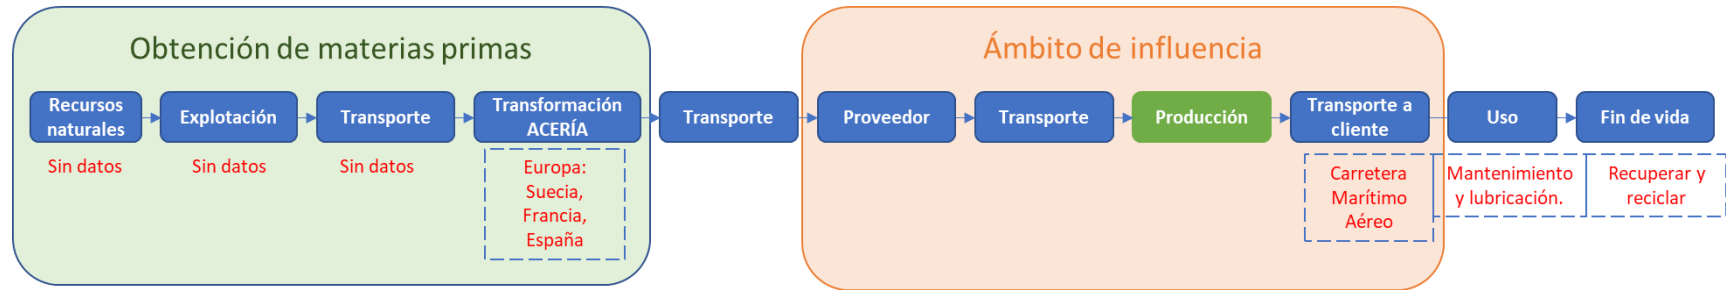 Obtención de materias primas
Ámbito de influencia
Recursos
naturales
Explotación
Transporte
Transformación
ACERÍA
Transporte
Proveedor
Transporte
Producción
Transporte a
cliente
Uso
Fin de vida
Sin datos
Sin datos
Sin datos
Europa:
Suecia,
Francia,
España
Carretera
Marítimo
Aéreo
Mantenimiento
y lubricación.
Recuperar y
reciclar